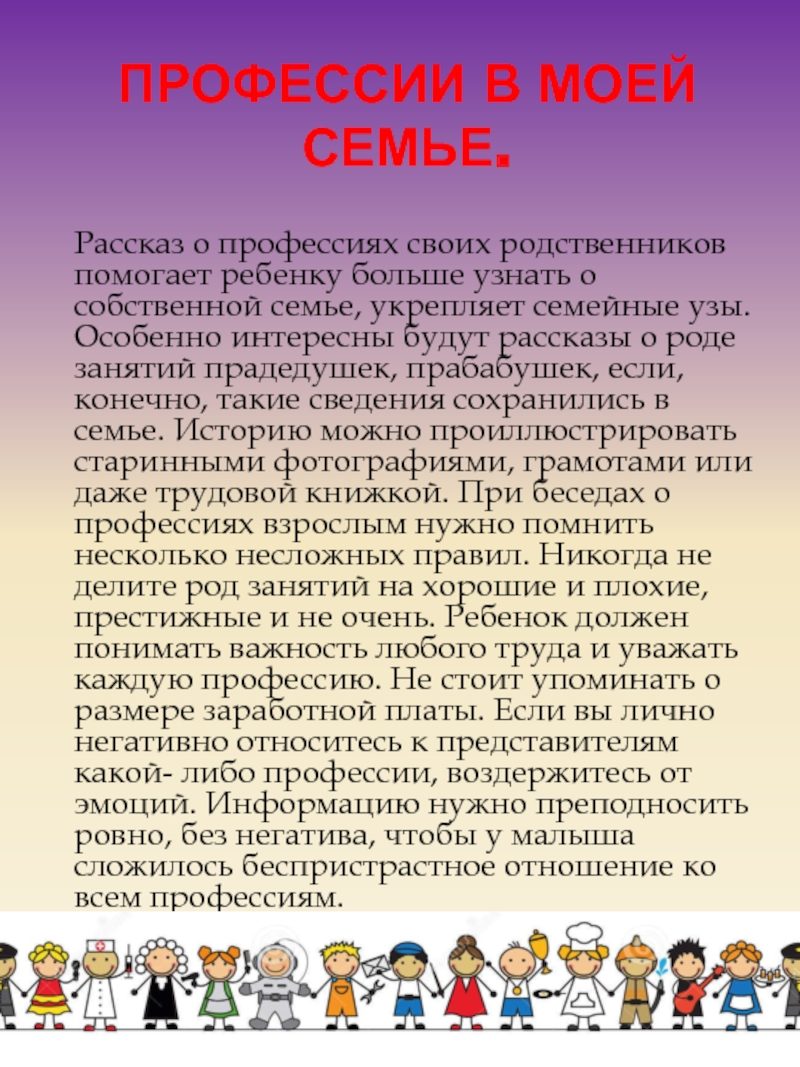 ПРОФЕССИИ В МОЕЙ
СЕМЬЕ.
Рассказ о профессиях своих родственников
помогает ребенку больше узнать о
собственной семье, укрепляет семейные узы.
Особенно интересны будут рассказы о роде
занятий прадедушек, прабабушек, если,
конечно, такие сведения сохранились в
семье. Историю можно проиллюстрировать
старинными фотографиями, грамотами или
даже трудовой книжкой. При беседах о
профессиях взрослым нужно помнить
несколько несложных правил. Никогда не
делите род занятий на хорошие и плохие,
престижные и не очень. Ребенок должен
понимать важность любого труда и уважать
каждую профессию. Не стоит упоминать о
размере заработной платы. Если вы лично
негативно относитесь к представителям
какой- либо профессии, воздержитесь от
эмоций. Информацию нужно преподносить
ровно, без негатива, чтобы у малыша
сложилось беспристрастное отношение ко
всем профессиям.